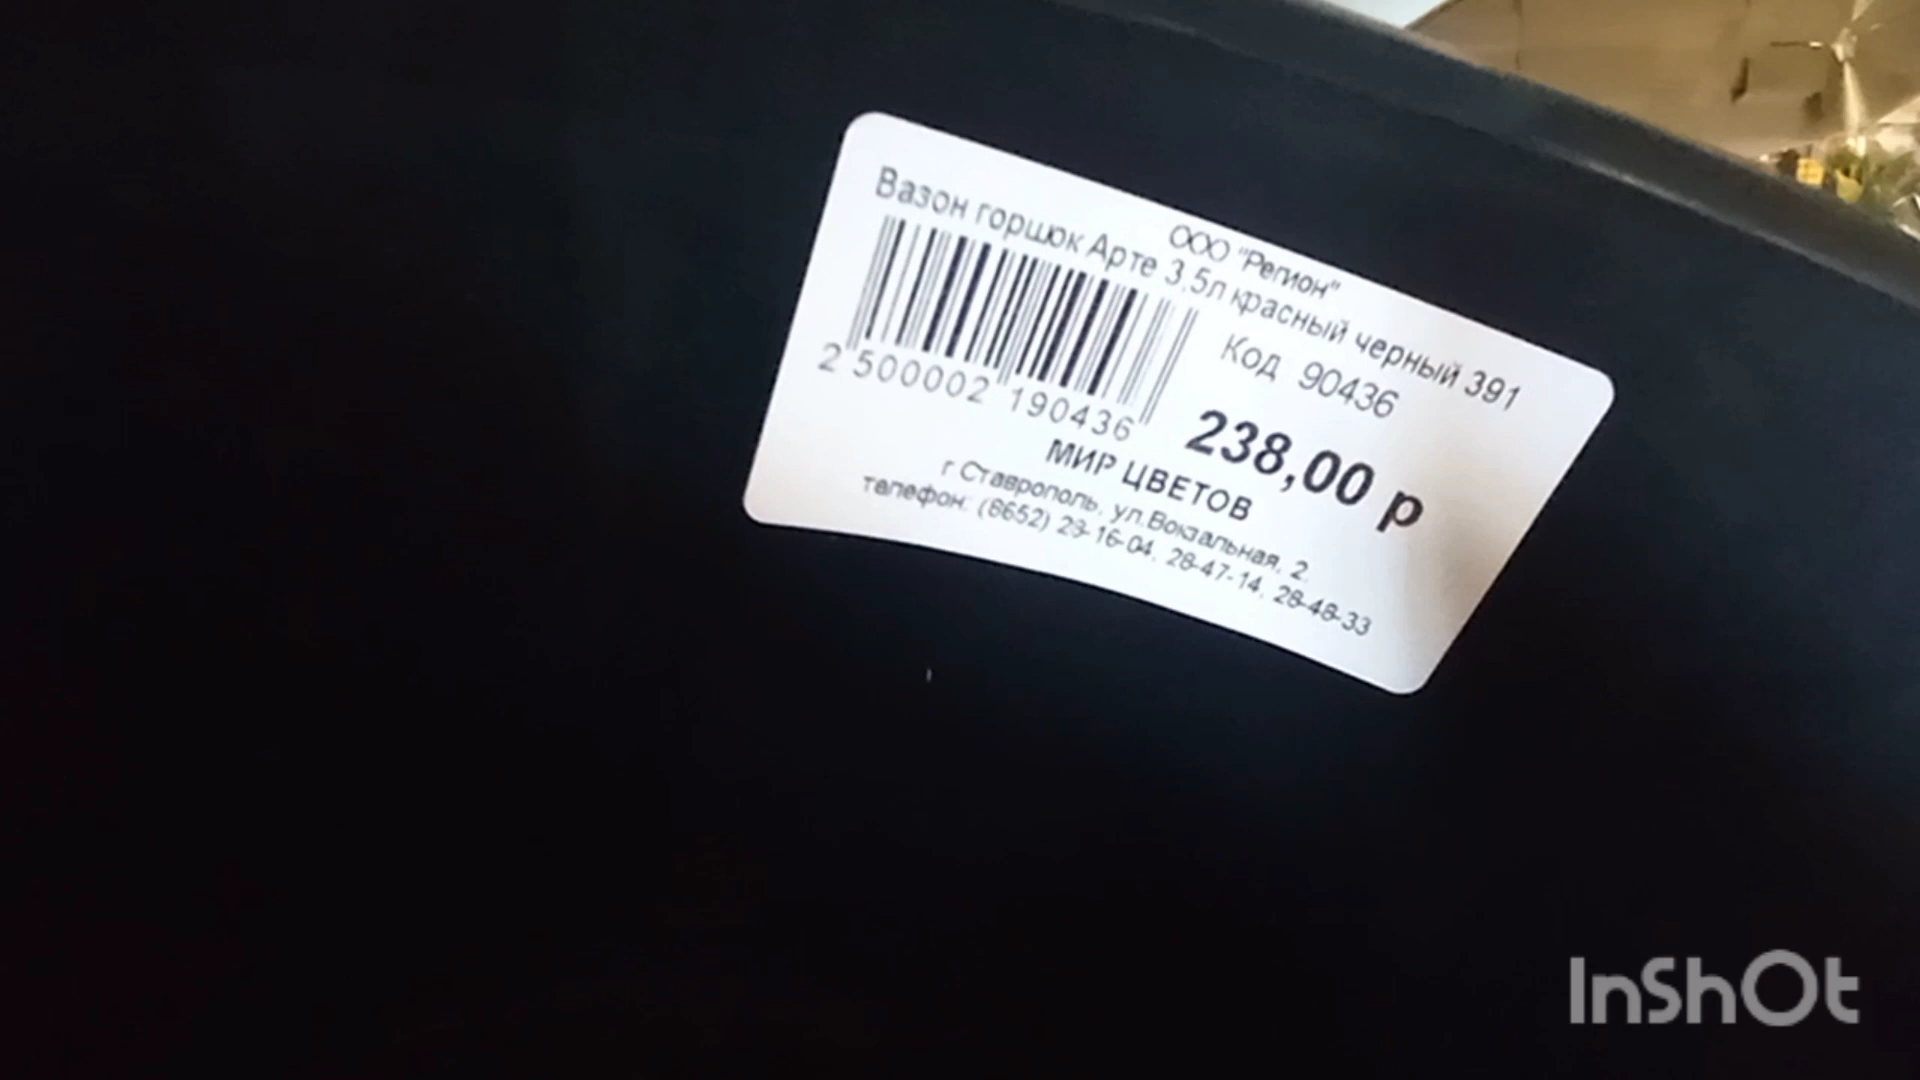 ООО "Регион"
Вазон горшок Арте 3,5л красный черный 391
Код 90436
2 500002 190436
238,00 р
МИР ЦВЕТОВ
г.Ставрополь, ул.Вокзальная, 2,
телефон: (8652) 28-16-04, 28-47-14, 28-48-33
InShOt